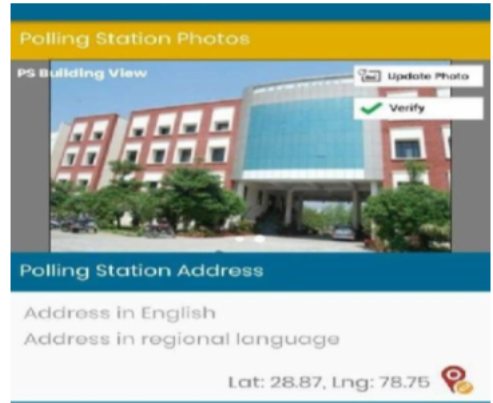 Polling Station Photos
PS Building View
Update Photo
Verify
Polling Station Address
Address in English
Address in regional language
Lat: 28.87, Lng: 78.75